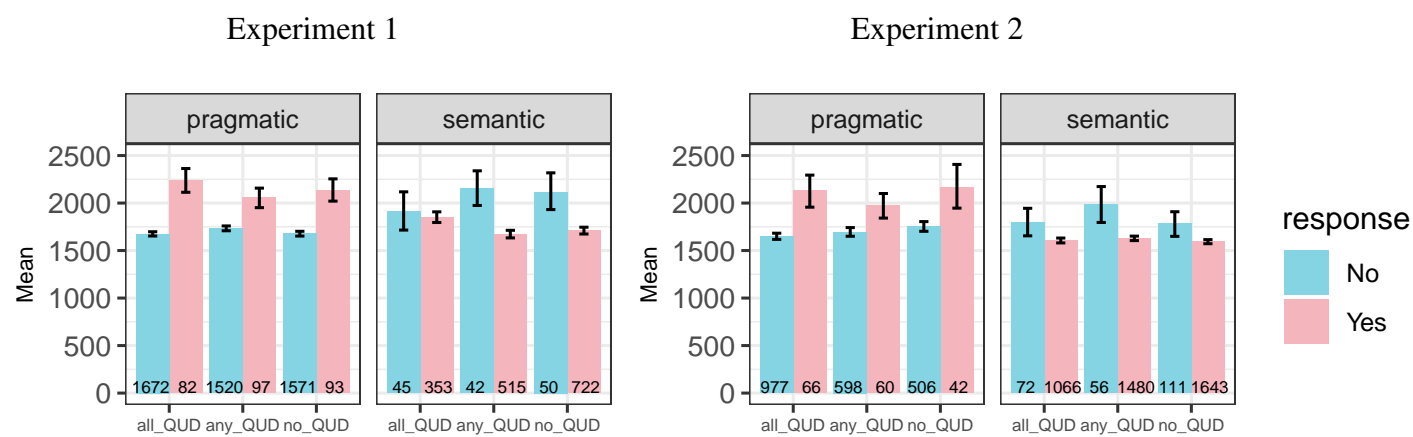 Experiment 1 Experiment 2
pragmatic semantic pragmatic semantic
2500 2500
2000 2000
1500 1500
1000 1000
500 500
0 0
Mean Mean
1672 82 1520 97 1571 93 45 353 42 515 50 722 977 66 598 60 506 42 72 1066 56 1480 111 1643
all_QUD any_QUD no_QUD all_QUD any_QUD no_QUD all_QUD any_QUD no_QUD all_QUD any_QUD no_QUD
response
No
Yes